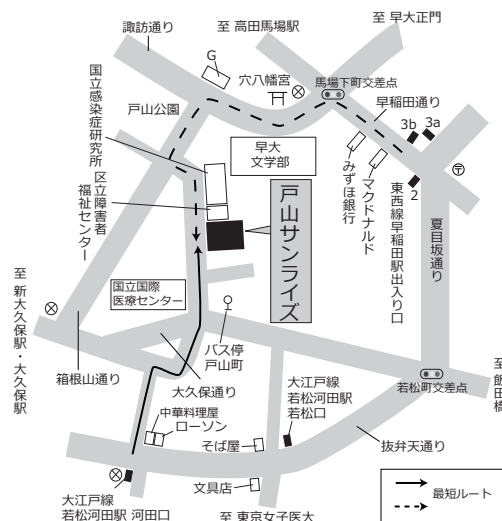 諏訪通り
至 高田馬場駅
至 早大正門
G
穴八幡宮
馬場下町交差点
早稲田通り
戸山公園
国立感染症研究所
区立障害者
福祉センター
早大
文学部
みずほ銀行
マクドナルド
3b
3a
2
東西線早稲田駅出入り口
夏目坂通り
戸山サンライズ
国立国際
医療センター
至 新大久保駅・大久保駅
箱根山通り
大久保通り
バス停
戸山町
若松町交差点
至 飯田橋
中華料理屋
ローソン
そば屋
大江戸線
若松河田駅
若松口
抜弁天通り
文具店
大江戸線
若松河田駅 河田口
至 東京女子医大
最短ルート